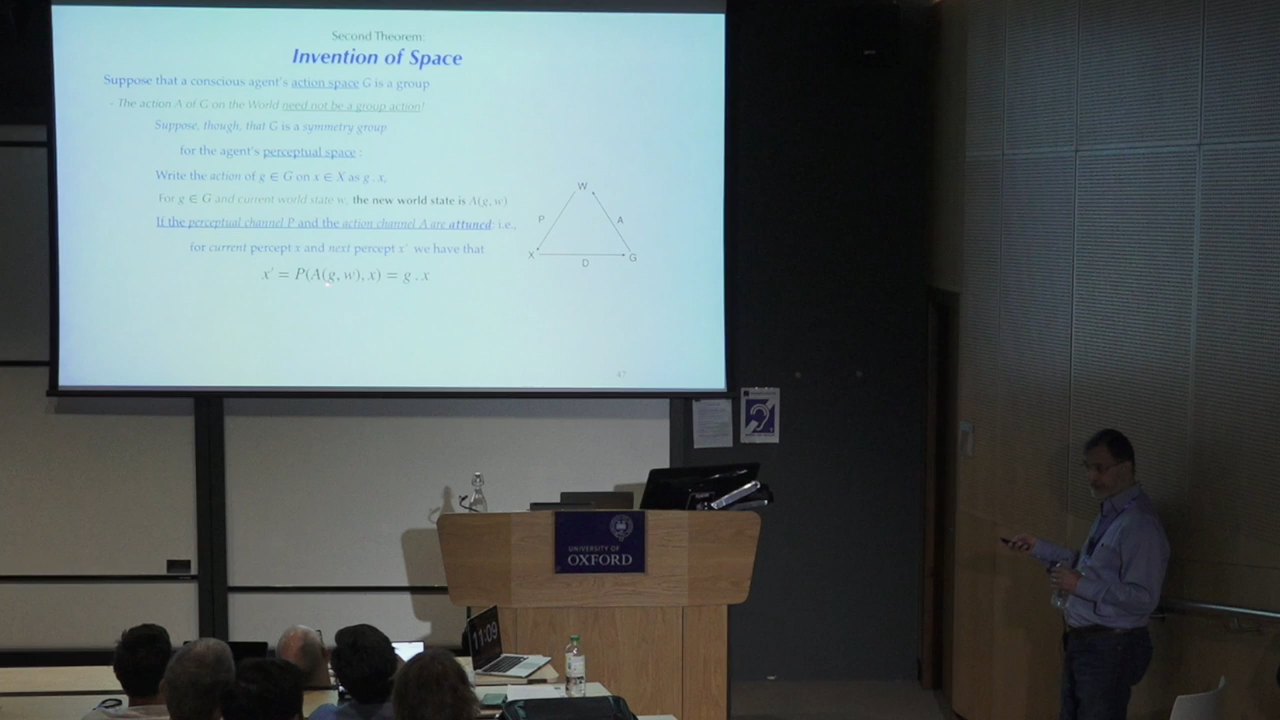 Second Theorem:
Invention of Space
Suppose that a conscious agent's action space G is a group
- The action A of G on the World need not be a group action!
Suppose, though, that G is a symmetry group
for the agent's perceptual space :
Write the action of g ∈ G on x ∈ X as g . x,
For g ∈ G and current world state w, the new world state is A(g, w)
If the perceptual channel P and the action channel A are attuned: i.e.,
for current percept x and next percept x' we have that
x' = P(A(g, w), x) = g . x
W
P
A
X
G
D
47
UNIVERSITY OF
OXFORD
11:09